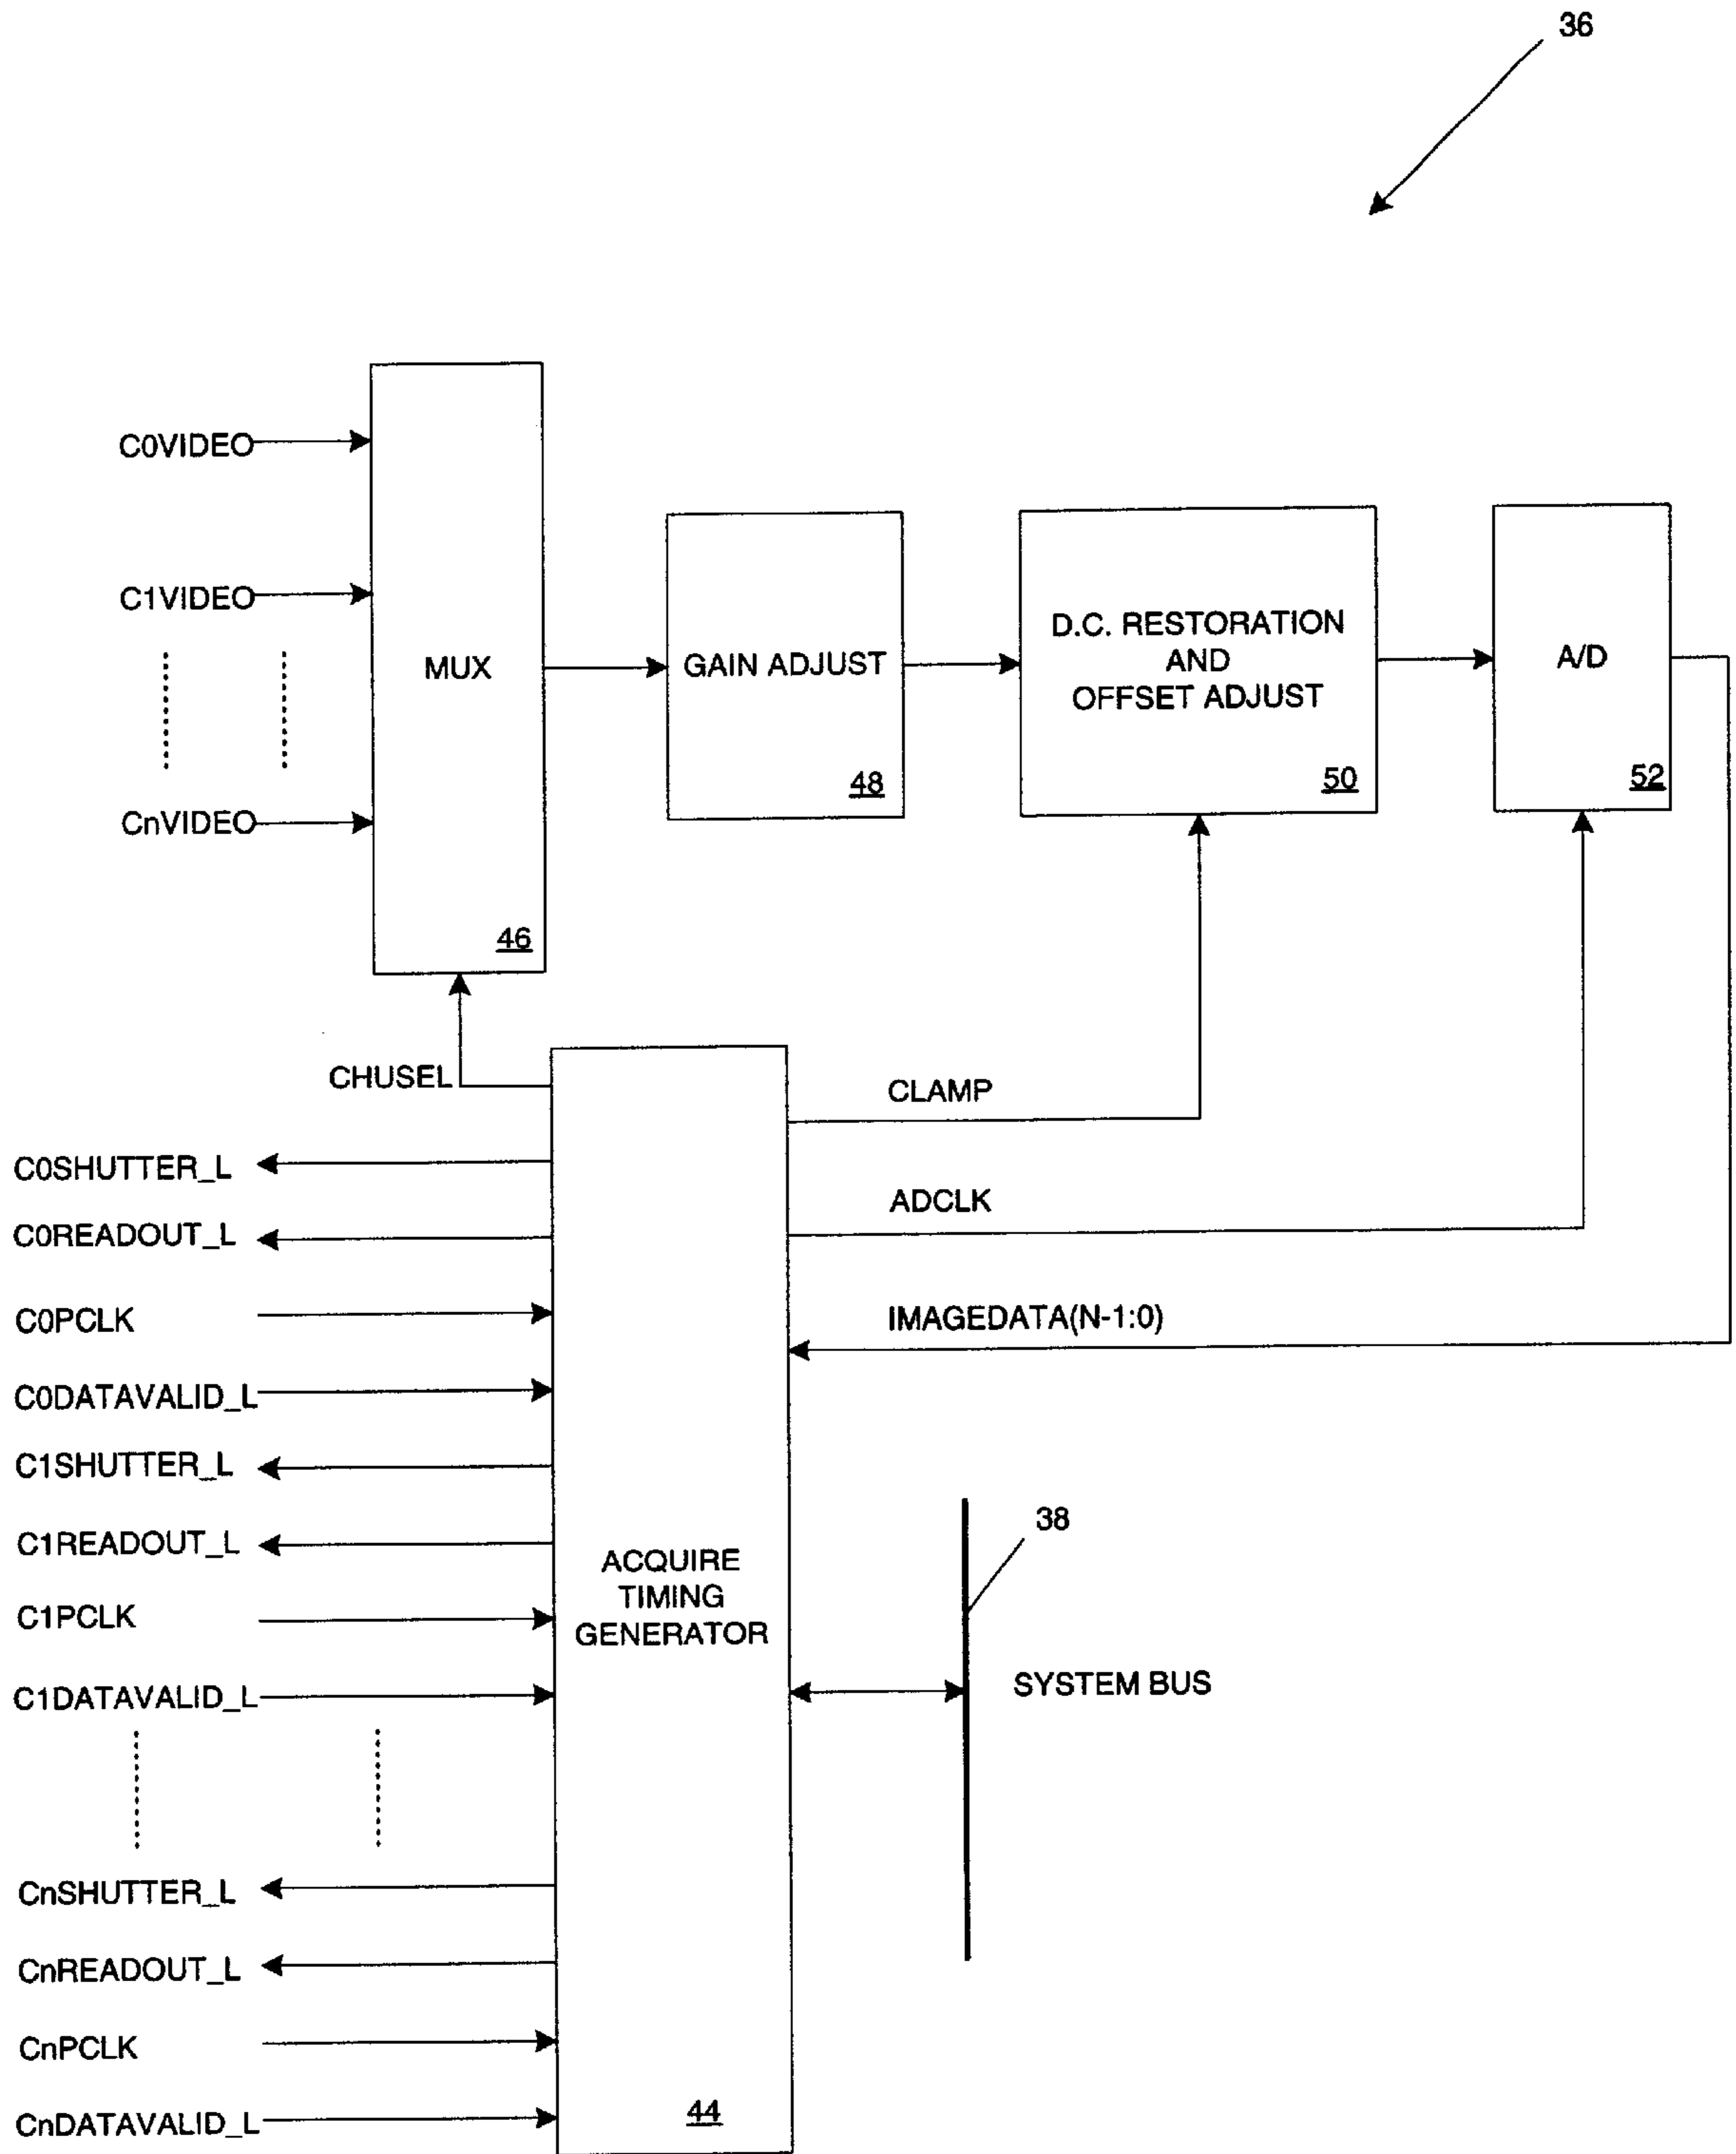 36
C0VIDEO
C1VIDEO
CnVIDEO
MUX
46
GAIN ADJUST
48
D.C. RESTORATION
AND
OFFSET ADJUST
50
A/D
52
CHUSEL
CLAMP
ADCLK
IMAGEDATA(N-1:0)
C0SHUTTER_L
C0READOUT_L
C0PCLK
C0DATAVALID_L
C1SHUTTER_L
C1READOUT_L
C1PCLK
C1DATAVALID_L
CnSHUTTER_L
CnREADOUT_L
CnPCLK
CnDATAVALID_L
ACQUIRE
TIMING
GENERATOR
44
38
SYSTEM BUS